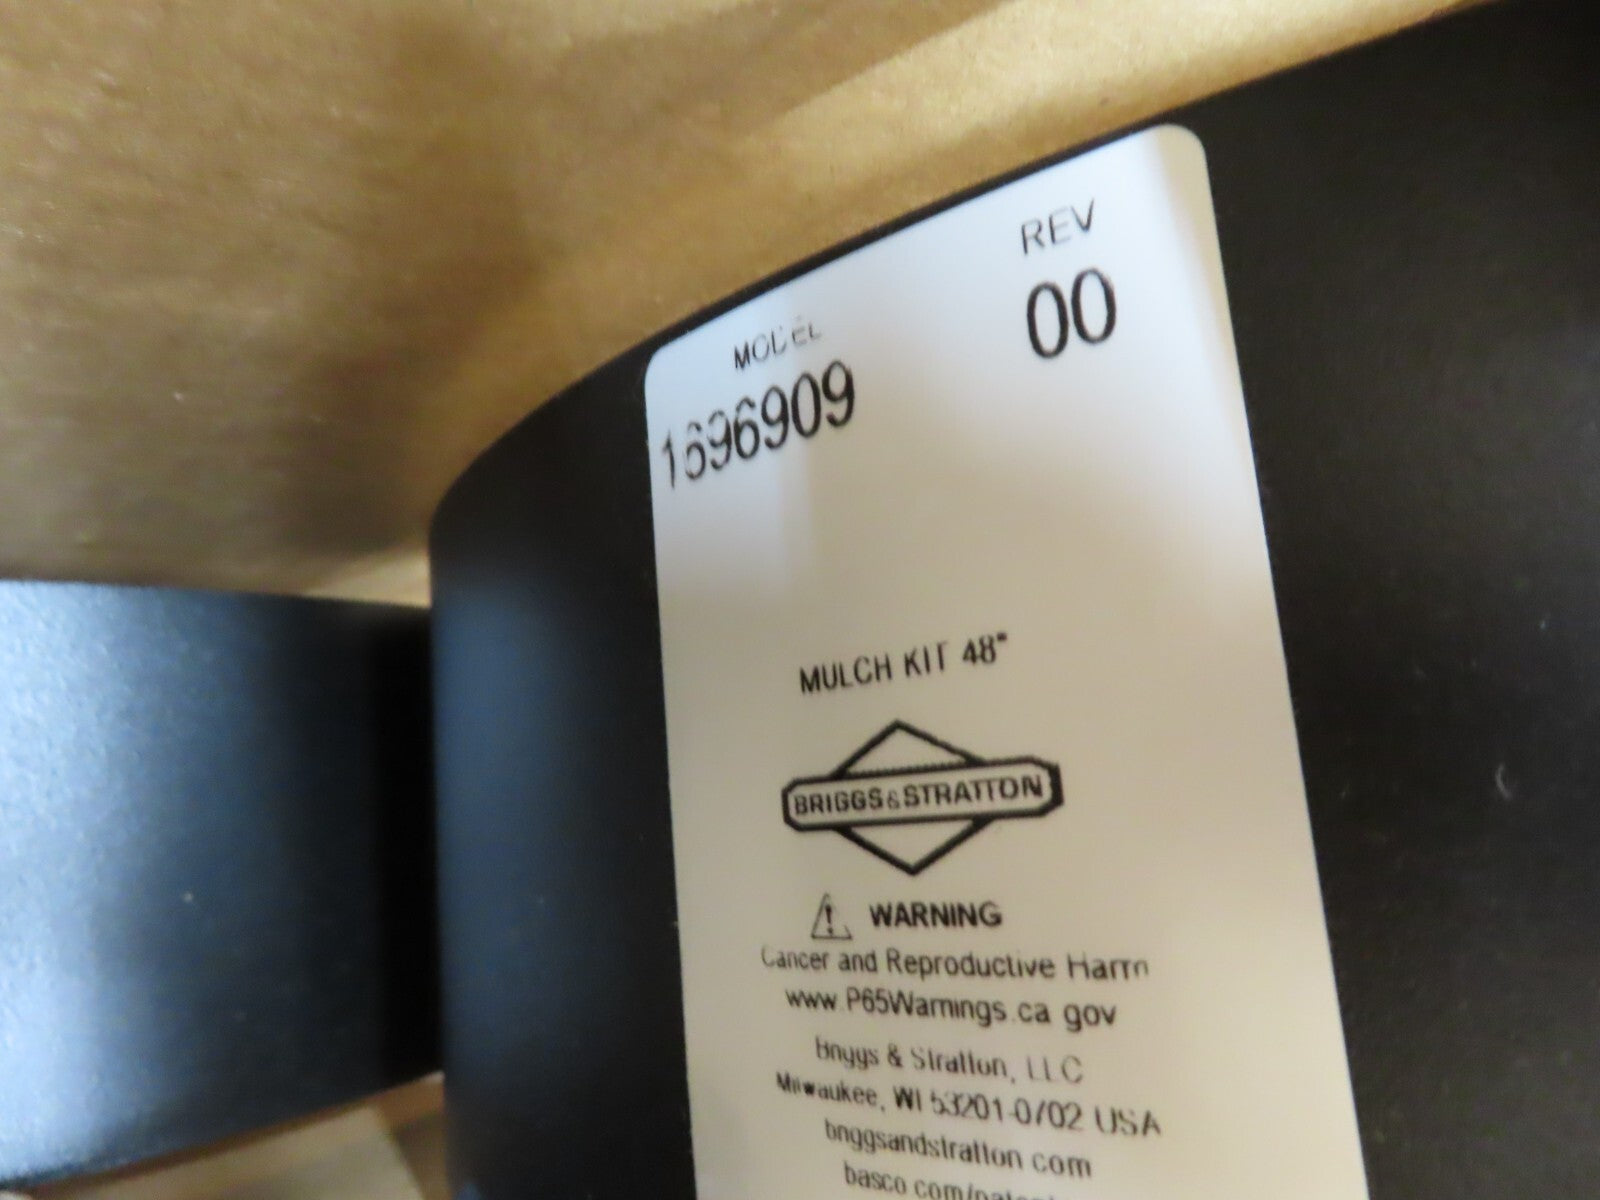 MODEL
REV
1696909
00
MULCH KIT 48"
BRIGGS&STRATTON
WARNING
Cancer and Reproductive Harm
www.P65Warnings.ca.gov
Briggs & Stratton, LLC
Milwaukee, WI 53201-0702 USA
briggsandstratton.com